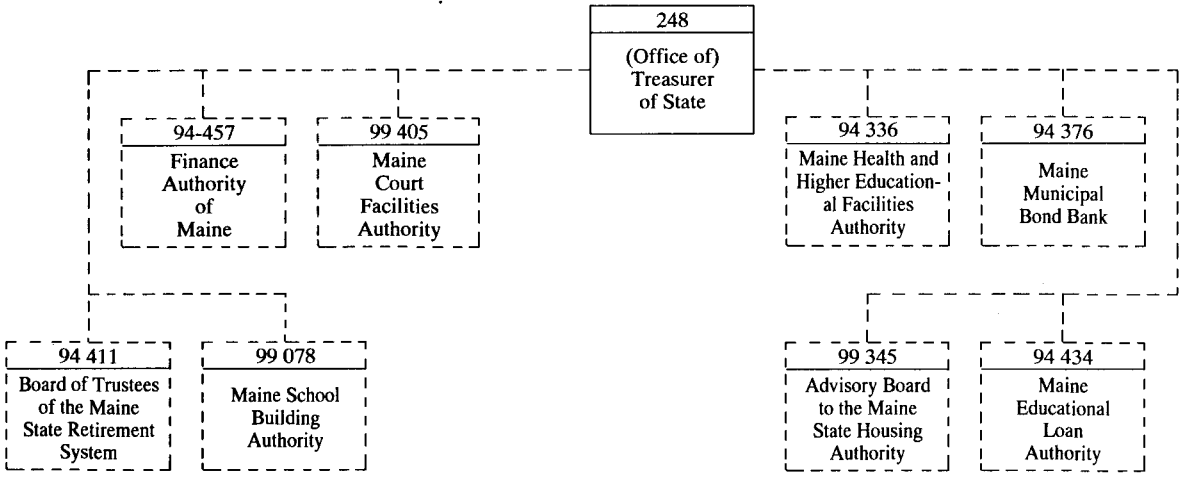 248
(Office of)
Treasurer
of State
94-457
Finance
Authority
of
Maine
99 405
Maine
Court
Facilities
Authority
94 336
Maine Health and
Higher Education-
al Facilities
Authority
94 376
Maine
Municipal
Bond Bank
94 411
Board of Trustees
of the Maine
State Retirement
System
99 078
Maine School
Building
Authority
99 345
Advisory Board
to the Maine
State Housing
Authority
94 434
Maine
Educational
Loan
Authority